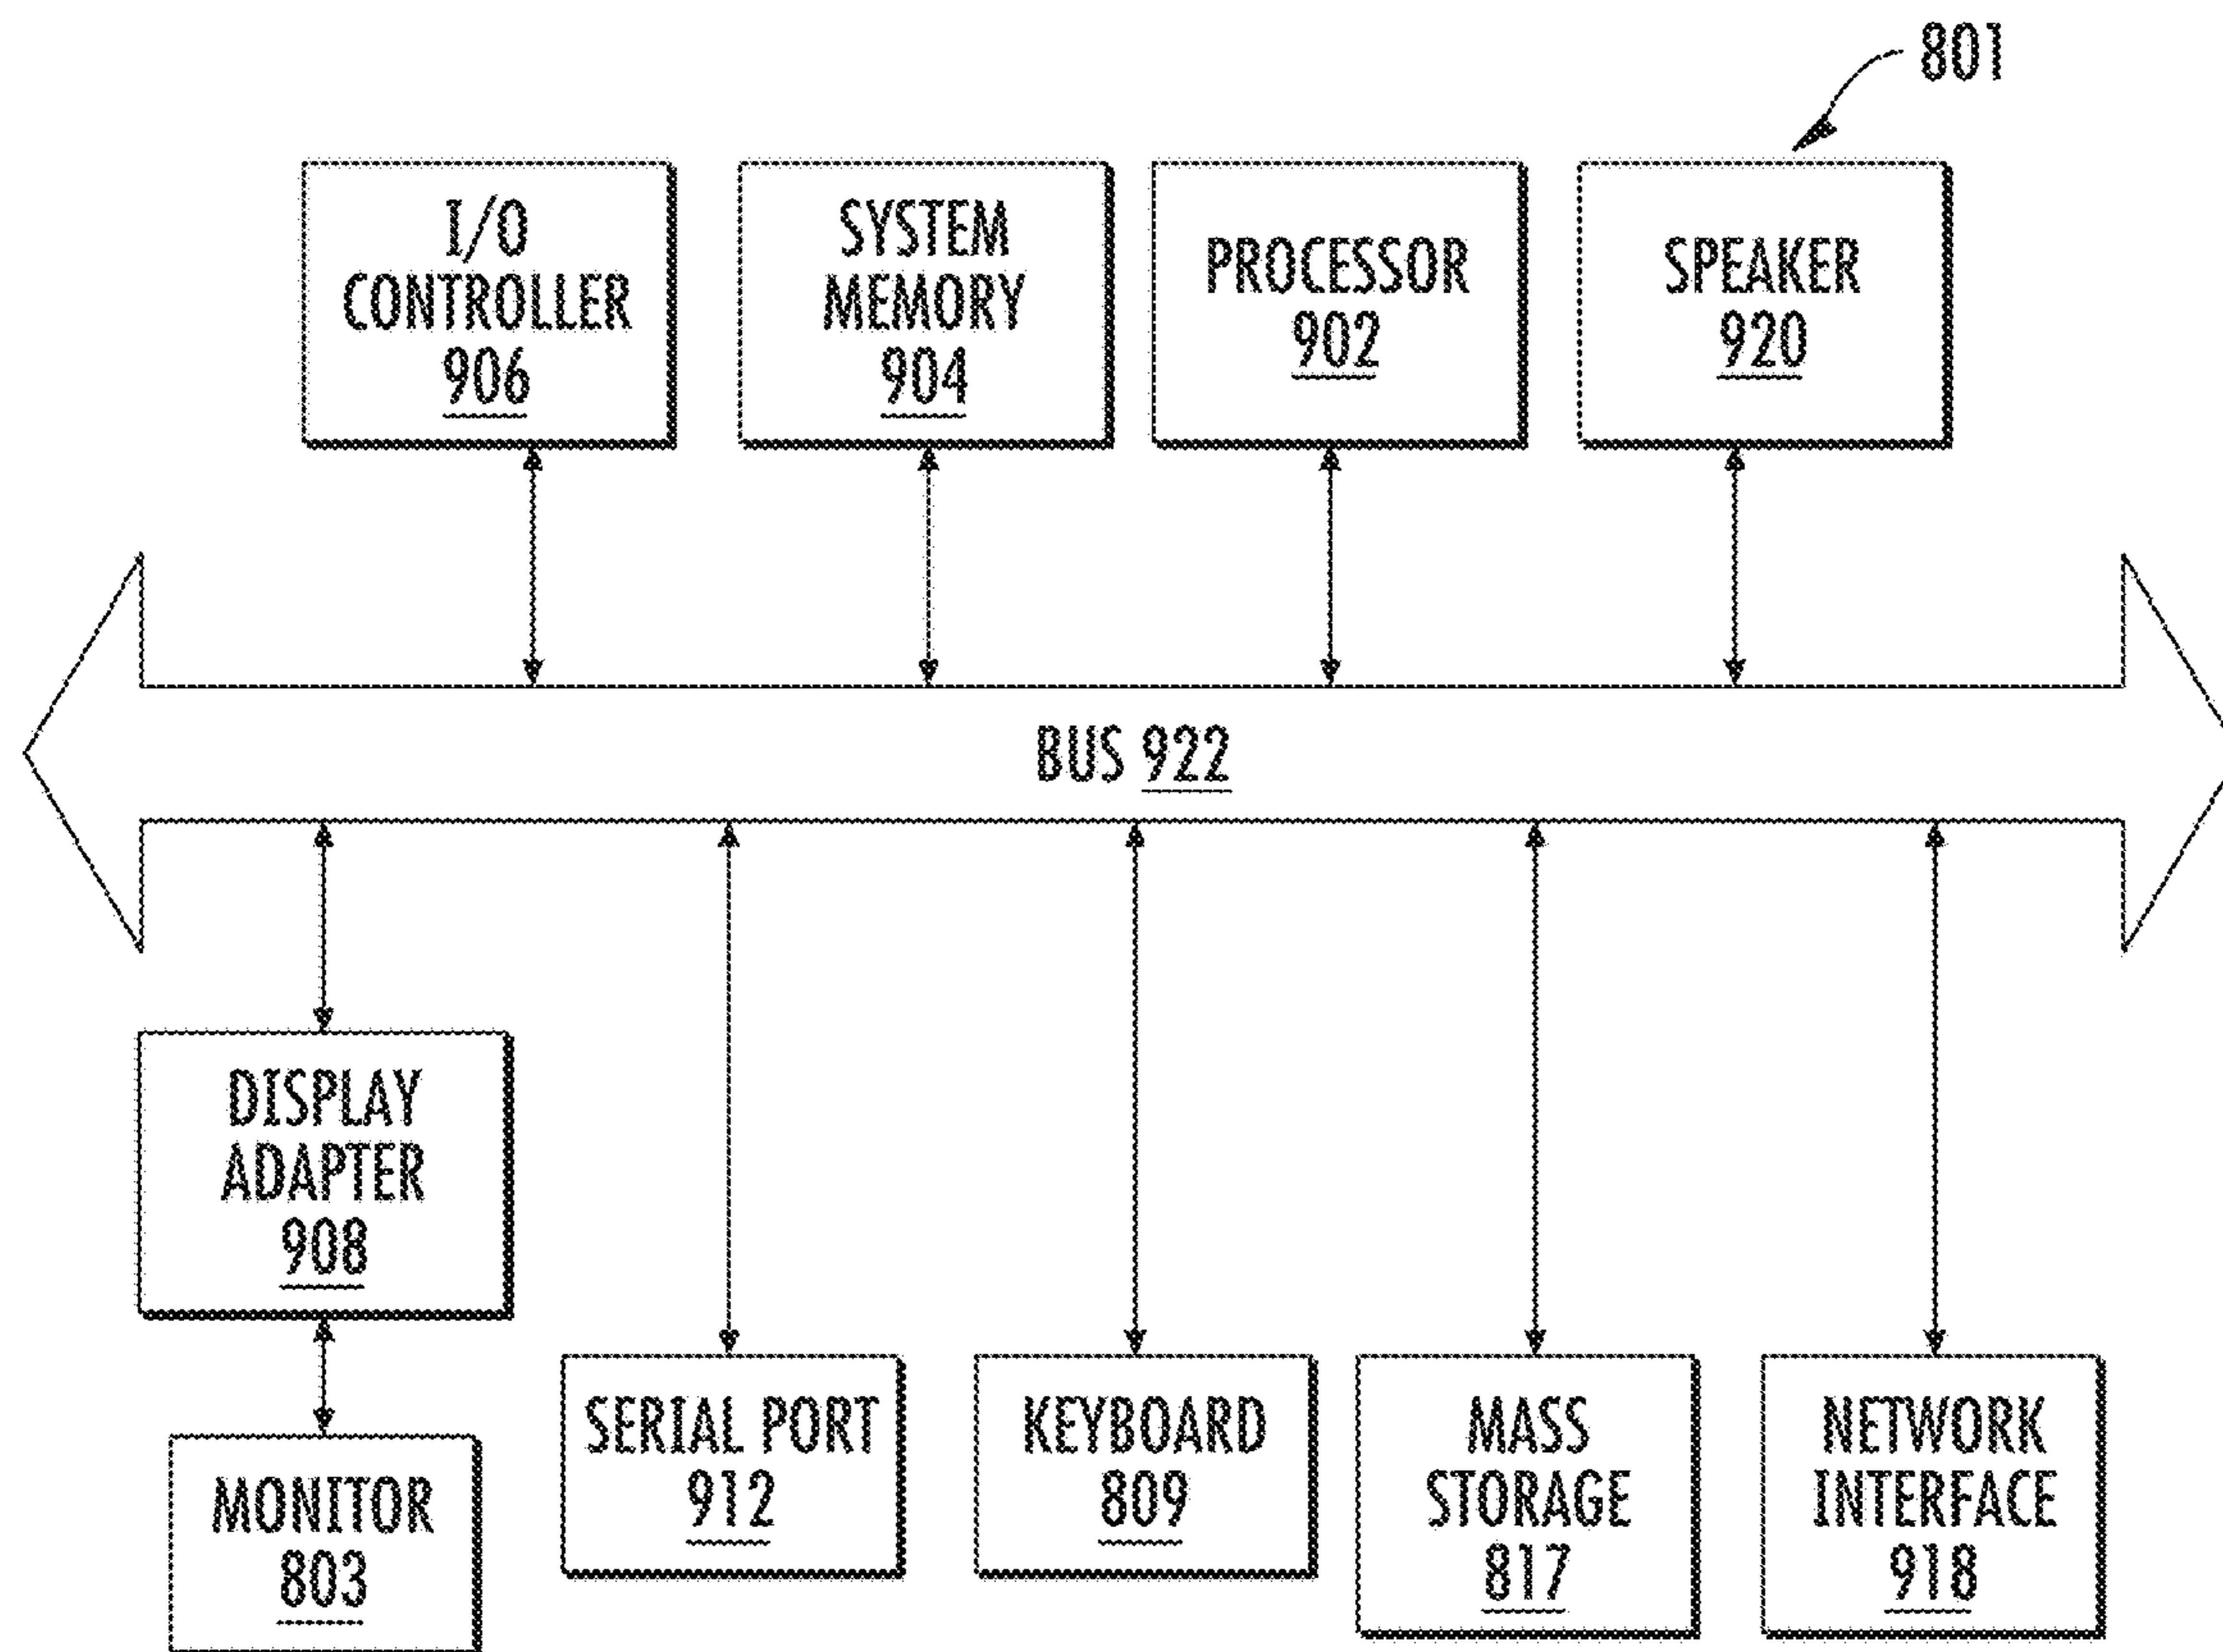 801
I/O
CONTROLLER
906
SYSTEM
MEMORY
904
PROCESSOR
902
SPEAKER
920
BUS 922
DISPLAY
ADAPTER
908
MONITOR
803
SERIAL PORT
912
KEYBOARD
809
MASS
STORAGE
817
NETWORK
INTERFACE
918